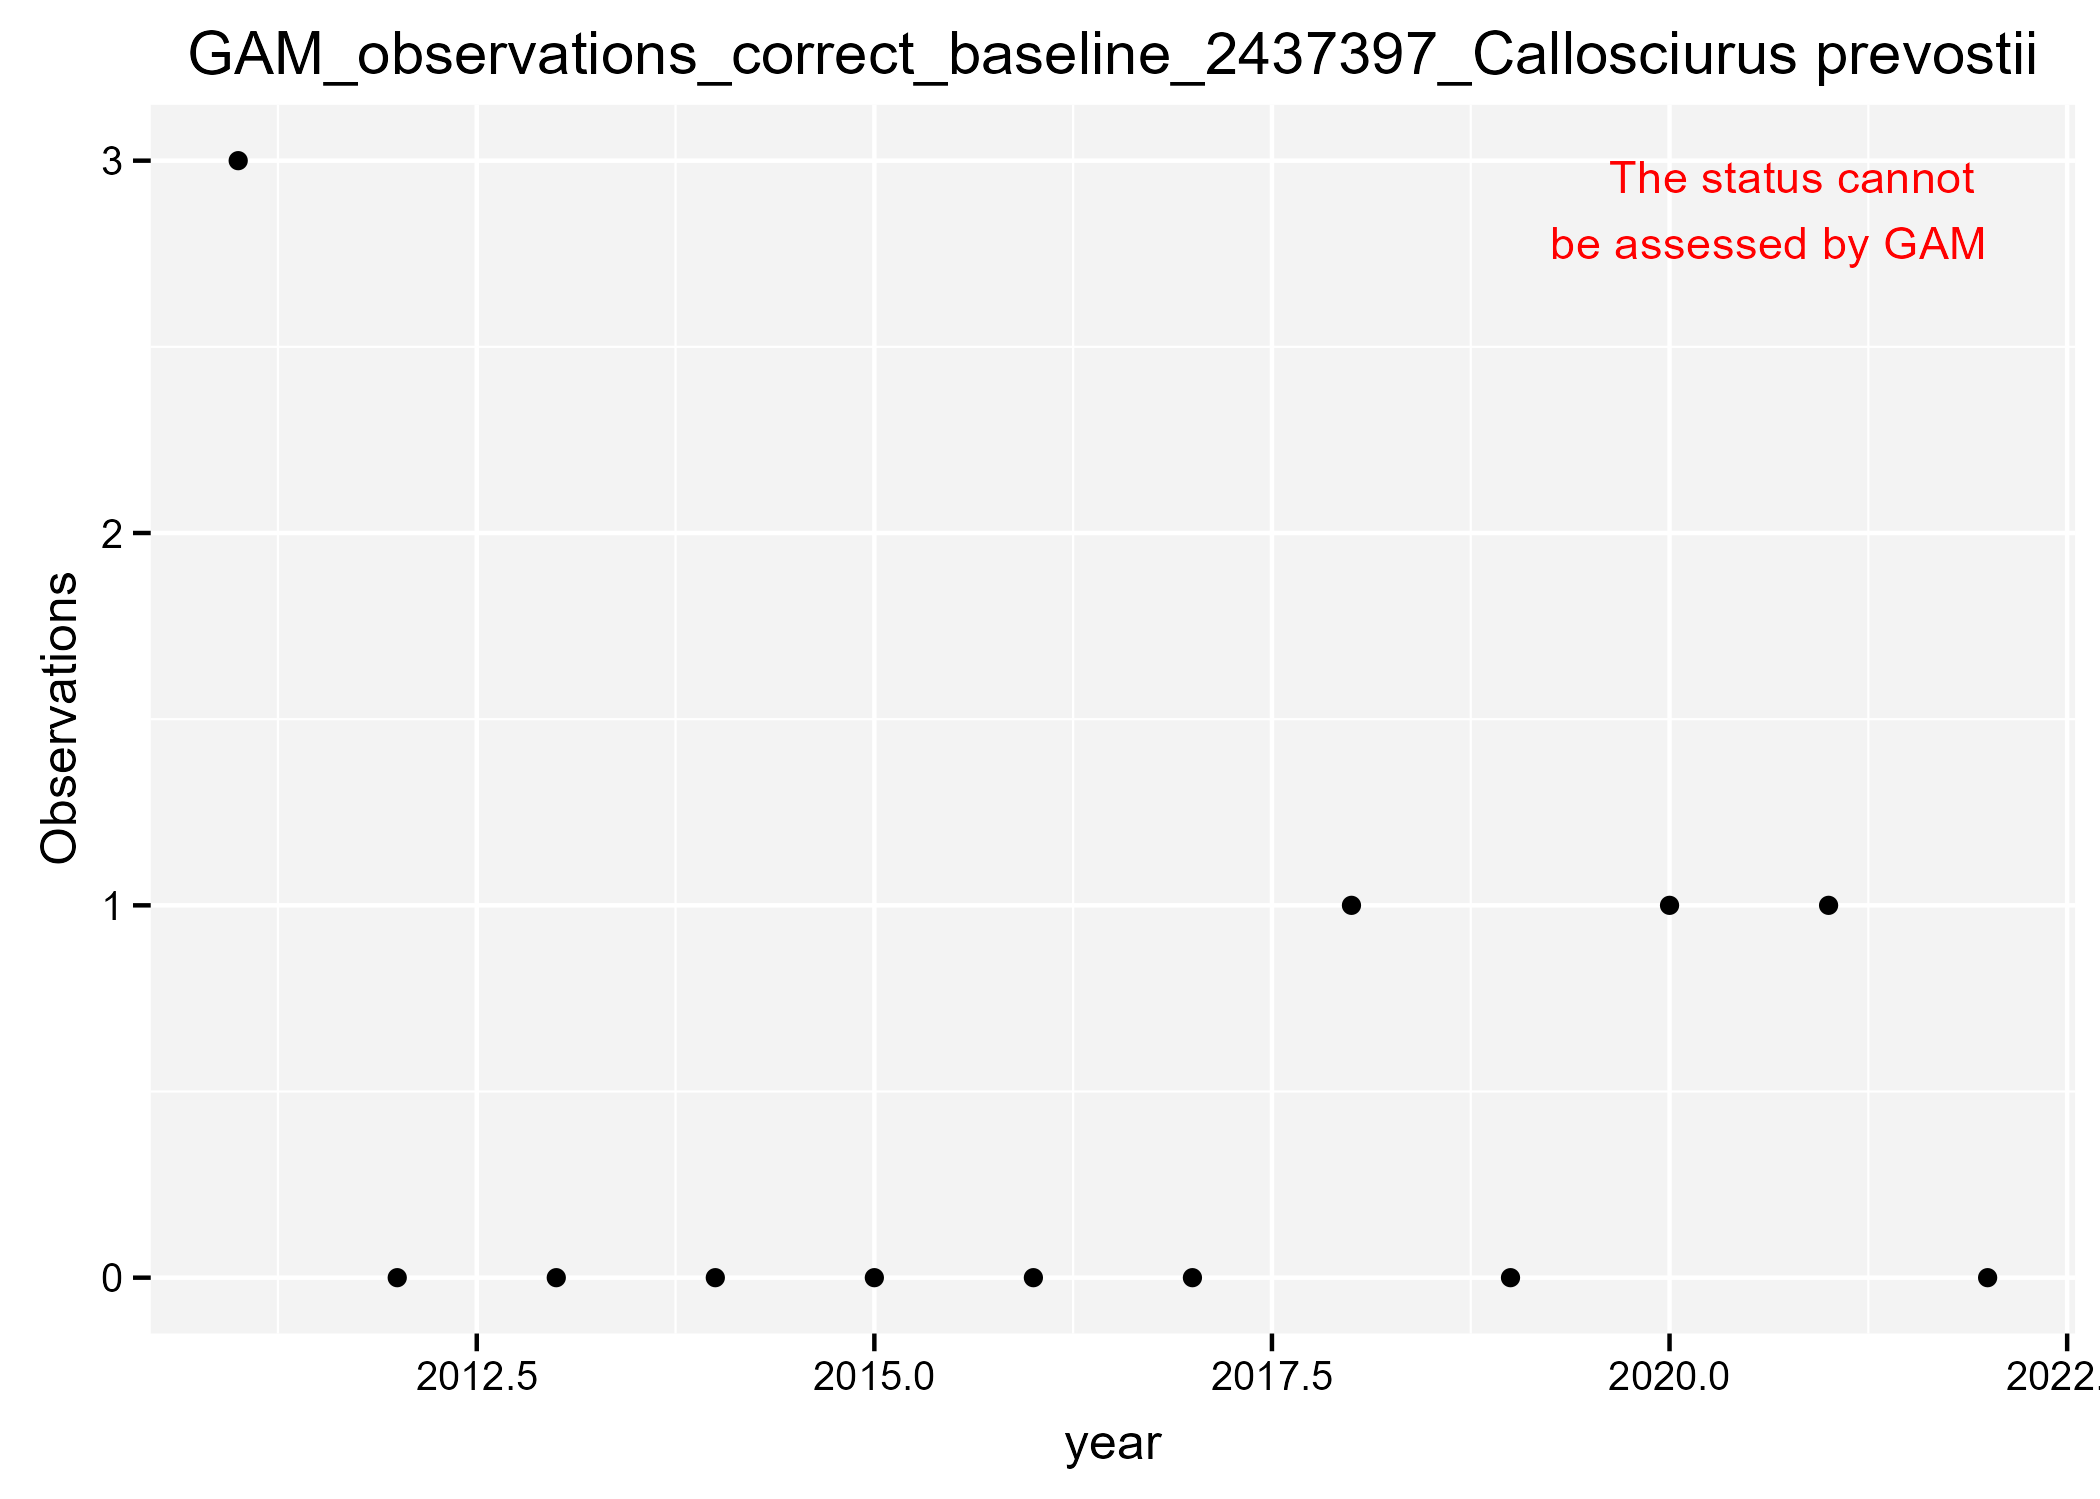 GAM_observations_correct_baseline_2437397_Callosciurus prevostii
The status cannot
be assessed by GAM
3
2
1
0
Observations
2012.5
2015.0
2017.5
2020.0
2022.
year